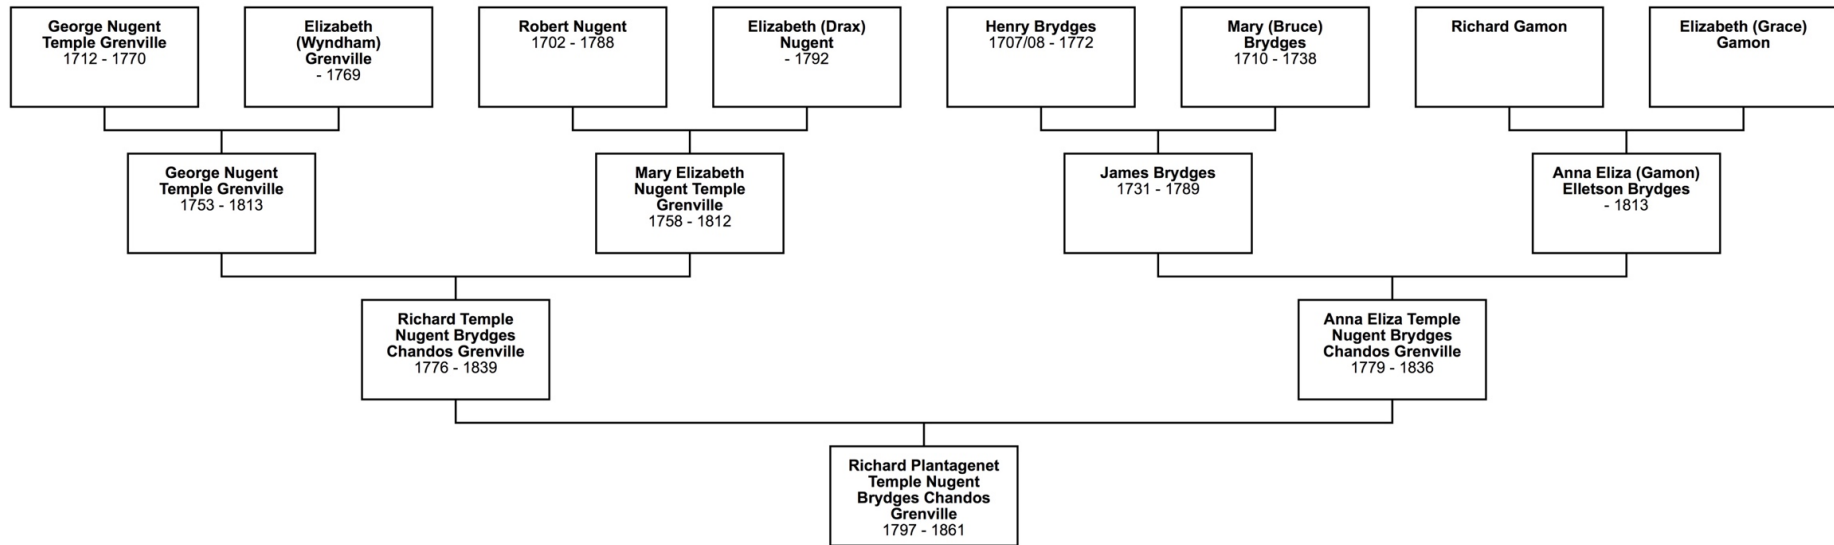 George Nugent
Temple Grenville
1712 - 1770
Elizabeth
(Wyndham)
Grenville
- 1769
Robert Nugent
1702 - 1788
Elizabeth (Drax)
Nugent
- 1792
Henry Brydges
1707/08 - 1772
Mary (Bruce)
Brydges
1710 - 1738
Richard Gamon
Elizabeth (Grace)
Gamon
George Nugent
Temple Grenville
1753 - 1813
Mary Elizabeth
Nugent Temple
Grenville
1758 - 1812
James Brydges
1731 - 1789
Anna Eliza (Gamon)
Elletson Brydges
- 1813
Richard Temple
Nugent Brydges
Chandos Grenville
1776 - 1839
Anna Eliza Temple
Nugent Brydges
Chandos Grenville
1779 - 1836
Richard Plantagenet
Temple Nugent
Brydges Chandos
Grenville
1797 - 1861